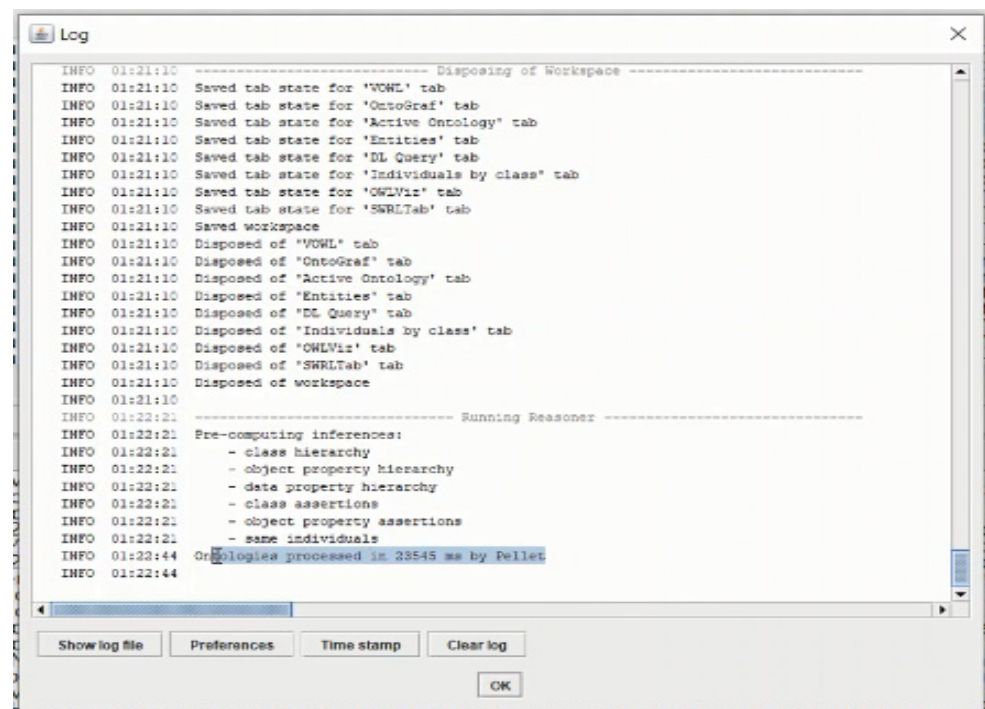 Log
INFO 01:21:10 ----------------------------- Disposing of Workspace -----------------------------
INFO 01:21:10 Saved tab state for 'VOWL' tab
INFO 01:21:10 Saved tab state for 'OntoGraf' tab
INFO 01:21:10 Saved tab state for 'Active Ontology' tab
INFO 01:21:10 Saved tab state for 'Entities' tab
INFO 01:21:10 Saved tab state for 'DL Query' tab
INFO 01:21:10 Saved tab state for 'Individuals by class' tab
INFO 01:21:10 Saved tab state for 'OWLViz' tab
INFO 01:21:10 Saved tab state for 'SWRLTab' tab
INFO 01:21:10 Saved workspace
INFO 01:21:10 Disposed of 'VOWL' tab
INFO 01:21:10 Disposed of 'OntoGraf' tab
INFO 01:21:10 Disposed of 'Active Ontology' tab
INFO 01:21:10 Disposed of 'Entities' tab
INFO 01:21:10 Disposed of 'DL Query' tab
INFO 01:21:10 Disposed of 'Individuals by class' tab
INFO 01:21:10 Disposed of 'OWLViz' tab
INFO 01:21:10 Disposed of 'SWRLTab' tab
INFO 01:21:10 Disposed of workspace
INFO 01:21:10
INFO 01:22:21 -------------------------------- Running Reasoner --------------------------------
INFO 01:22:21 Pre-computing inferences:
INFO 01:22:21 - class hierarchy
INFO 01:22:21 - object property hierarchy
INFO 01:22:21 - data property hierarchy
INFO 01:22:21 - class assertions
INFO 01:22:21 - object property assertions
INFO 01:22:21 - same individuals
INFO 01:22:44 Ontologies processed in 23545 ms by Pellet
INFO 01:22:44
Show log file Preferences Time stamp Clear log
OK